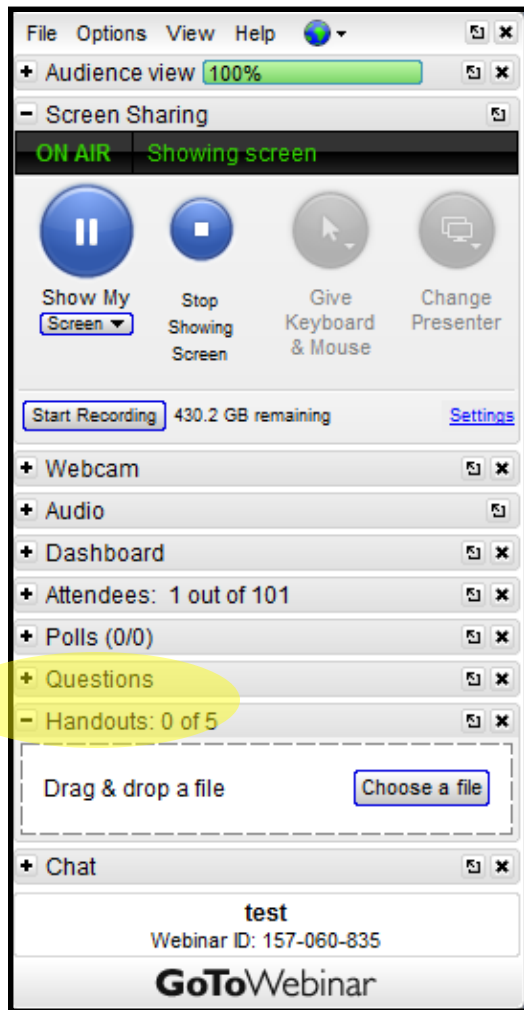 File Options View Help
Audience view 100%
Screen Sharing
ON AIR Showing screen
Show My
Screen
Stop
Showing
Screen
Give
Keyboard
& Mouse
Change
Presenter
Start Recording 430.2 GB remaining Settings
Webcam
Audio
Dashboard
Attendees: 1 out of 101
Polls (0/0)
Questions
Handouts: 0 of 5
Drag & drop a file Choose a file
Chat
test
Webinar ID: 157-060-835
GoToWebinar